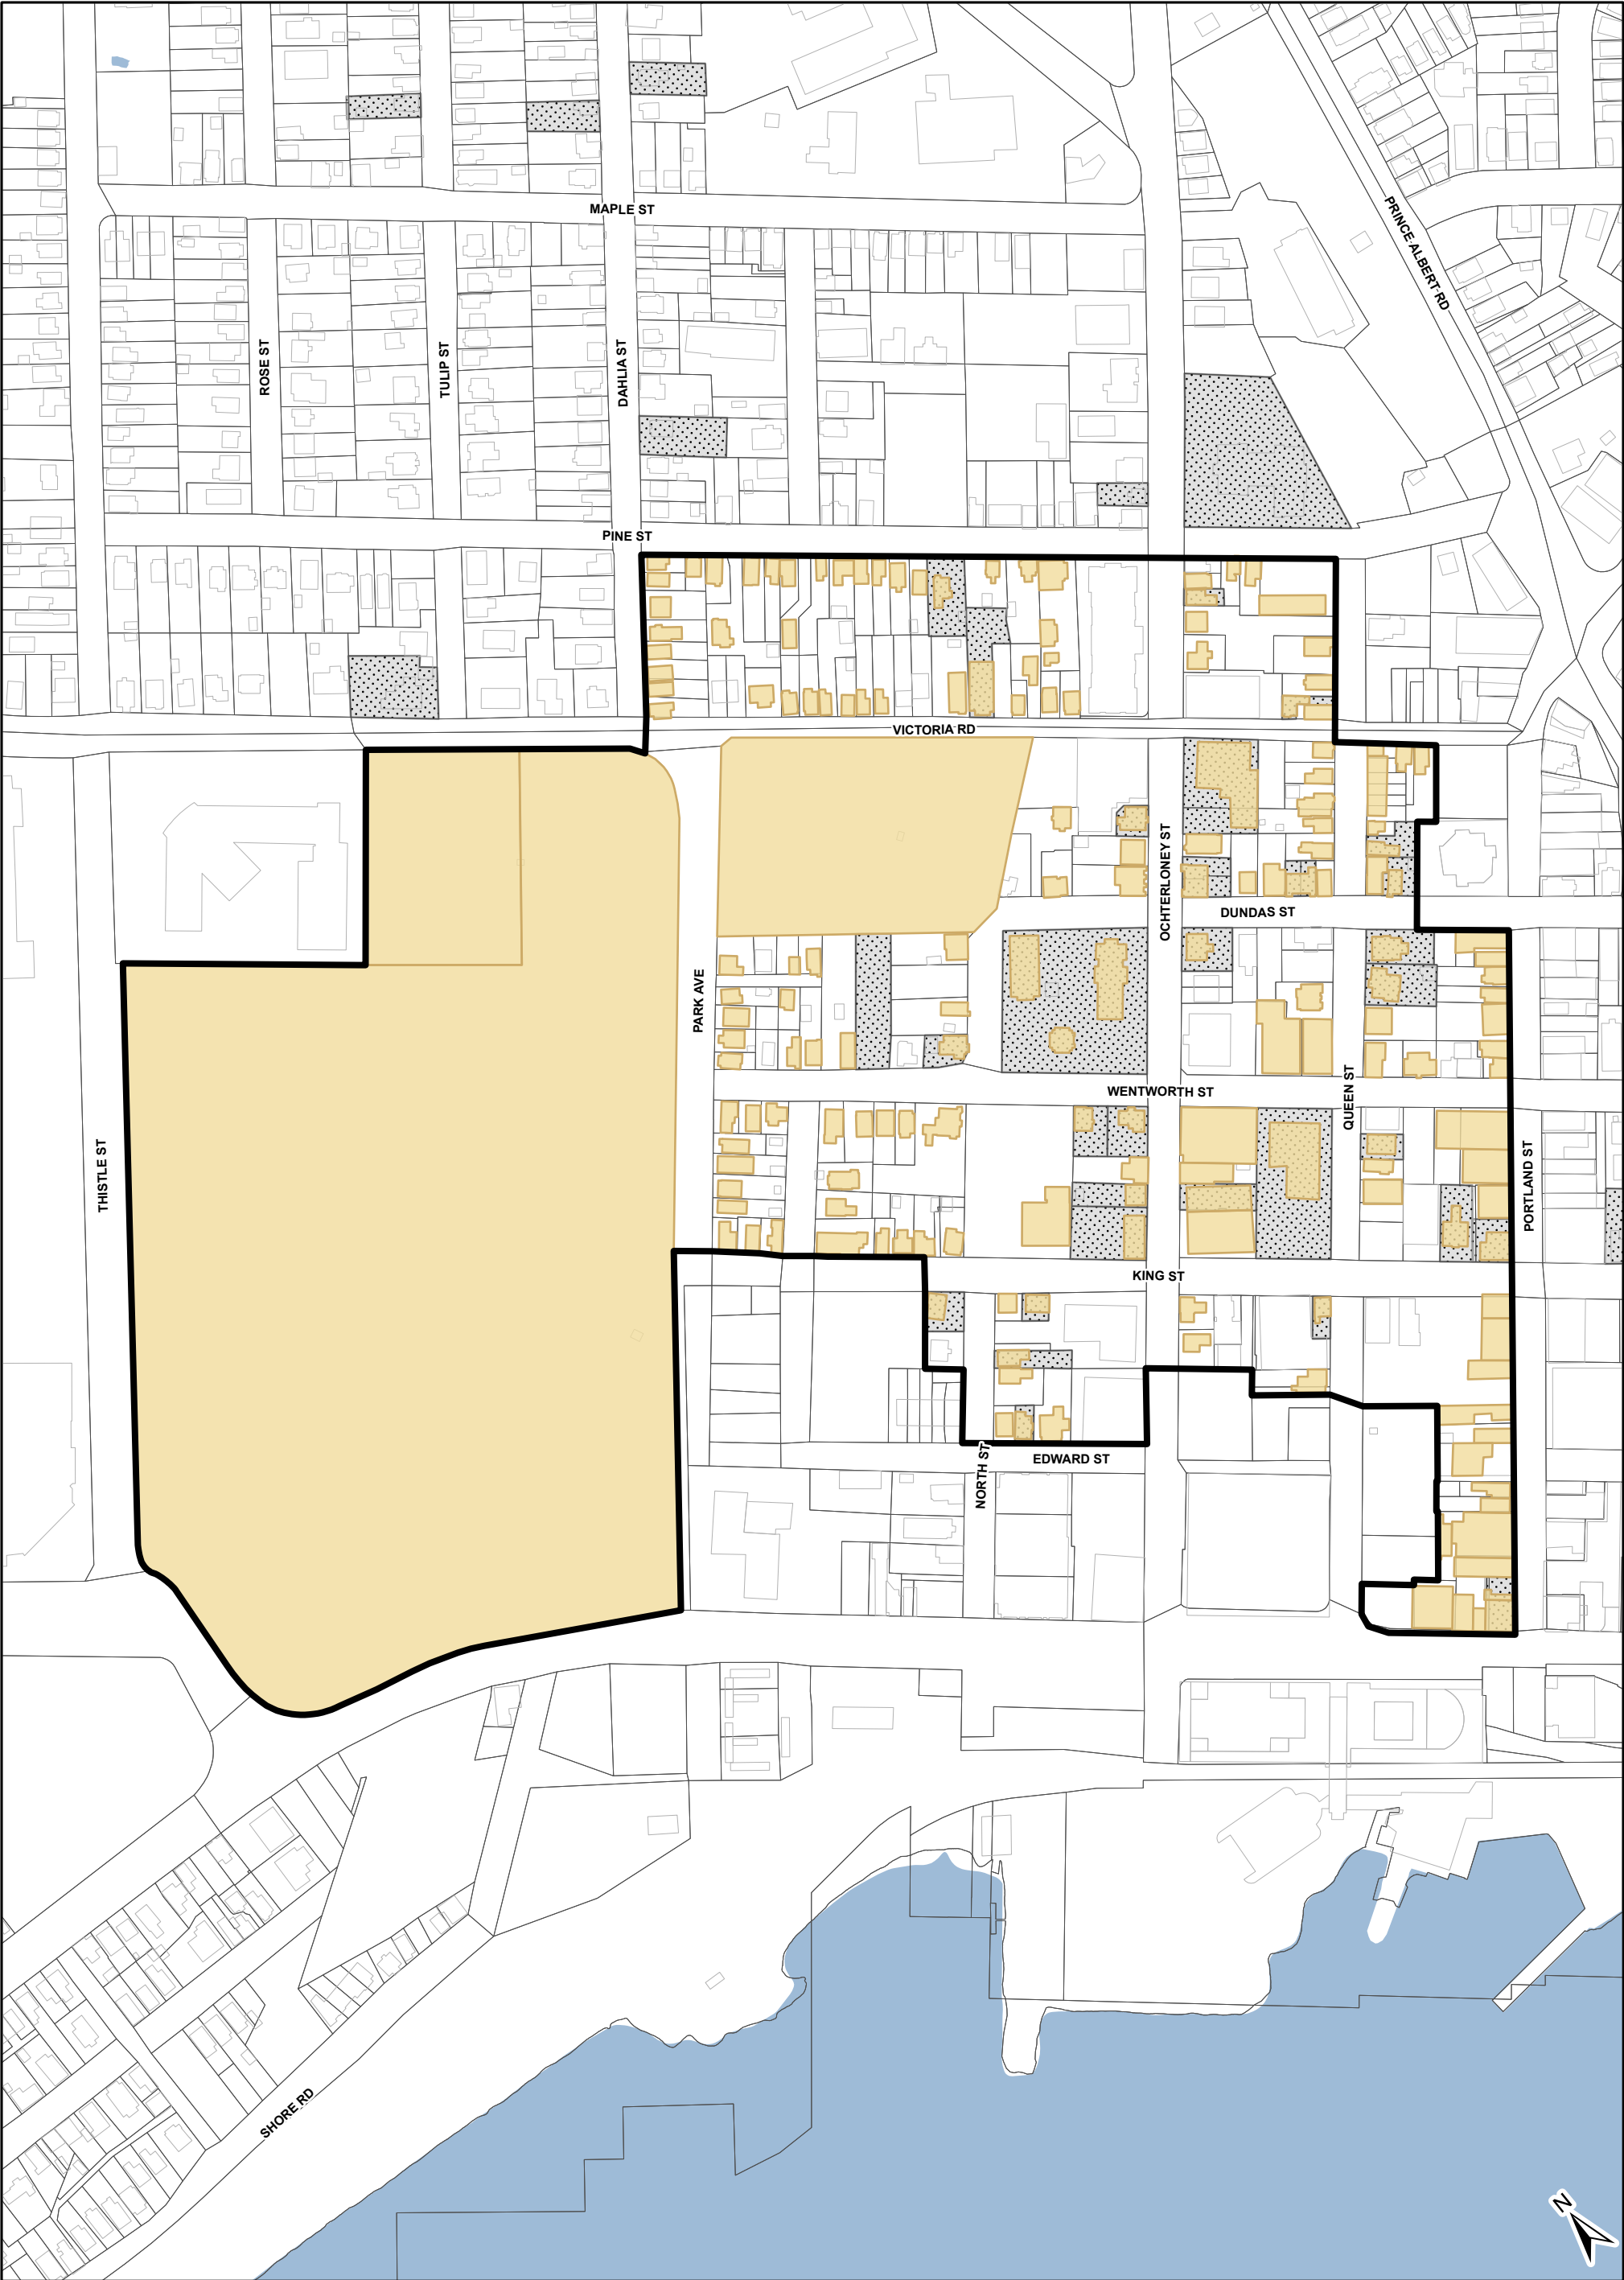 MAPLE ST
PRINCE ALBERT RD
ROSE ST
TULIP ST
DAHLIA ST
PINE ST
VICTORIA RD
OCHTERLONEY ST
DUNDAS ST
PARK AVE
WENTWORTH ST
QUEEN ST
THISTLE ST
PORTLAND ST
KING ST
EDWARD ST
NORTH ST
SHORE RD
N